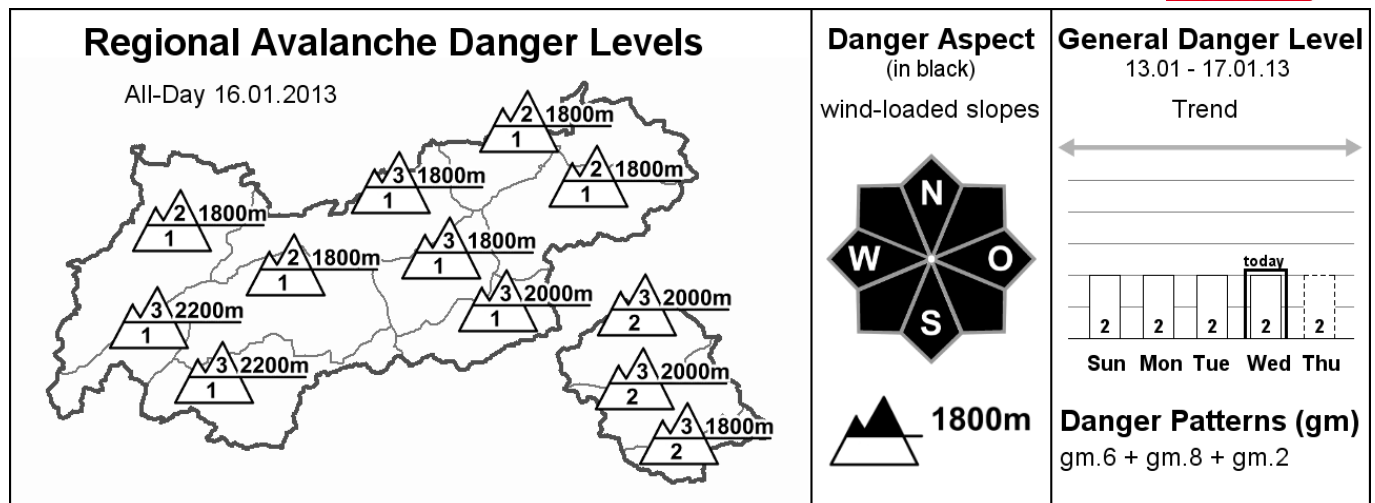 Regional Avalanche Danger Levels
All-Day 16.01.2013
2 1800m
1
2 1800m
1
3 1800m
1
2 1800m
1
3 1800m
1
2 1800m
1
3 2000m
1
3 2000m
2
3 2200m
1
3 2200m
1
3 2000m
2
3 1800m
2
Danger Aspect
(in black)
wind-loaded slopes
N
W O
S
1800m
General Danger Level
13.01 - 17.01.13
Trend
today
2 2 2 2 2
Sun Mon Tue Wed Thu
Danger Patterns (gm)
gm.6 + gm.8 + gm.2